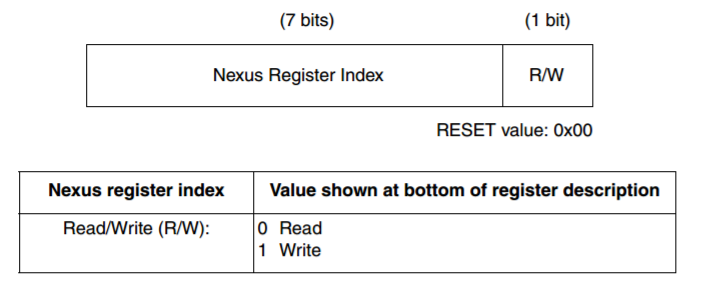 (7 bits) (1 bit)
Nexus Register Index R/W
RESET value: 0x00
Nexus register index Value shown at bottom of register description
Read/Write (R/W): 0 Read
1 Write